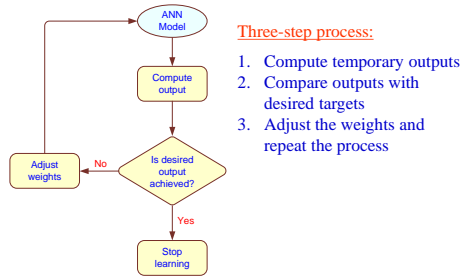 ANN
Model
Compute
output
Is desired
output
achieved?
No
Adjust
weights
Yes
Stop
learning
Three-step process:
1. Compute temporary outputs
2. Compare outputs with
desired targets
3. Adjust the weights and
repeat the process